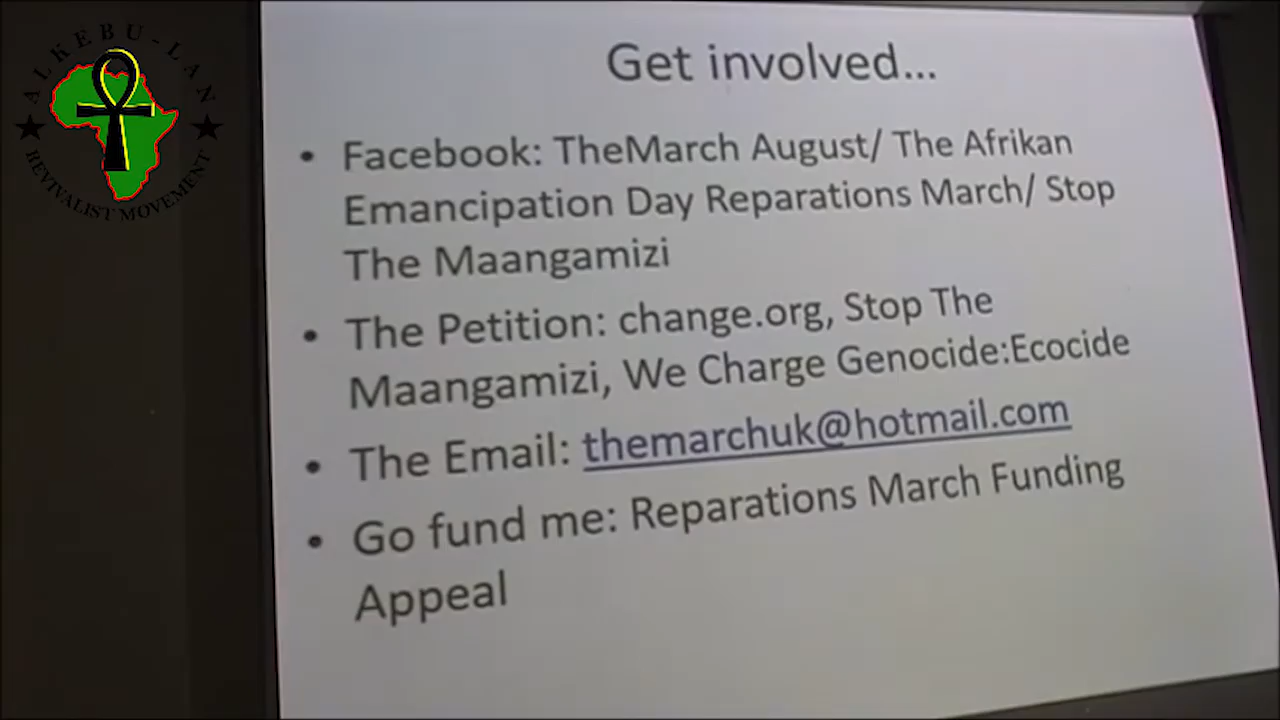 ALKEBU-LAN
REVIVALIST MOVEMENT
Get involved...
• Facebook: TheMarch August/ The Afrikan
Emancipation Day Reparations March/ Stop
The Maangamizi
• The Petition: change.org, Stop The
Maangamizi, We Charge Genocide:Ecocide
• The Email: themarchuk@hotmail.com
• Go fund me: Reparations March Funding
Appeal